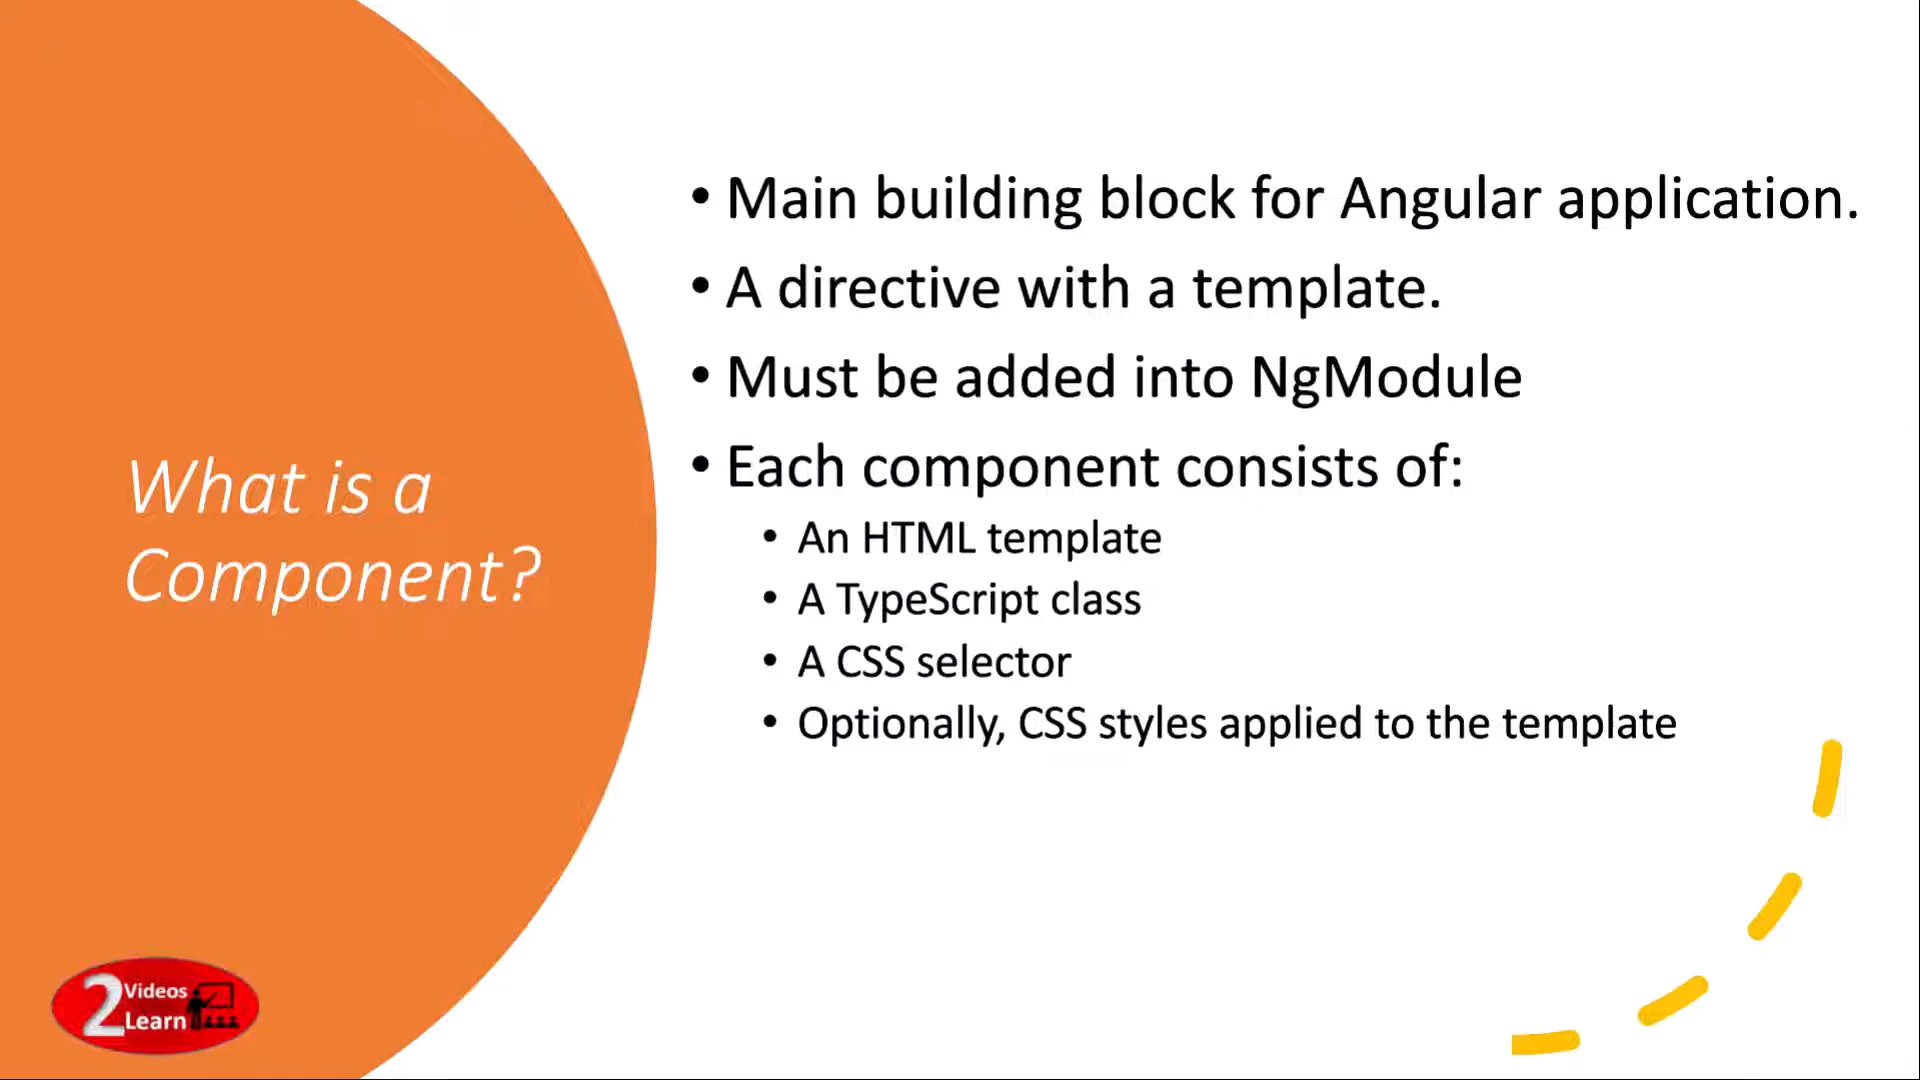 What is a
Component?
• Main building block for Angular application.
• A directive with a template.
• Must be added into NgModule
• Each component consists of:
• An HTML template
• A TypeScript class
• A CSS selector
• Optionally, CSS styles applied to the template
2 Videos
Learn